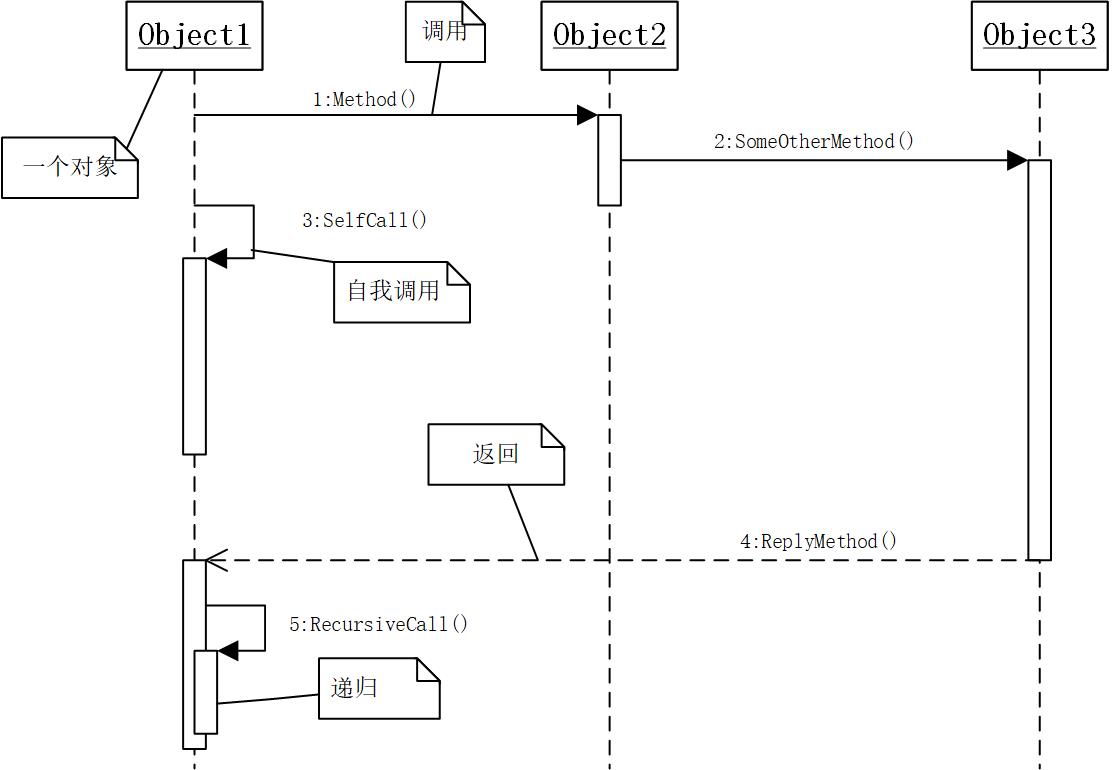 Object1
调用
Object2
Object3
1:Method()
2:SomeOtherMethod()
一个对象
3:SelfCall()
自我调用
返回
4:ReplyMethod()
5:RecursiveCall()
递归